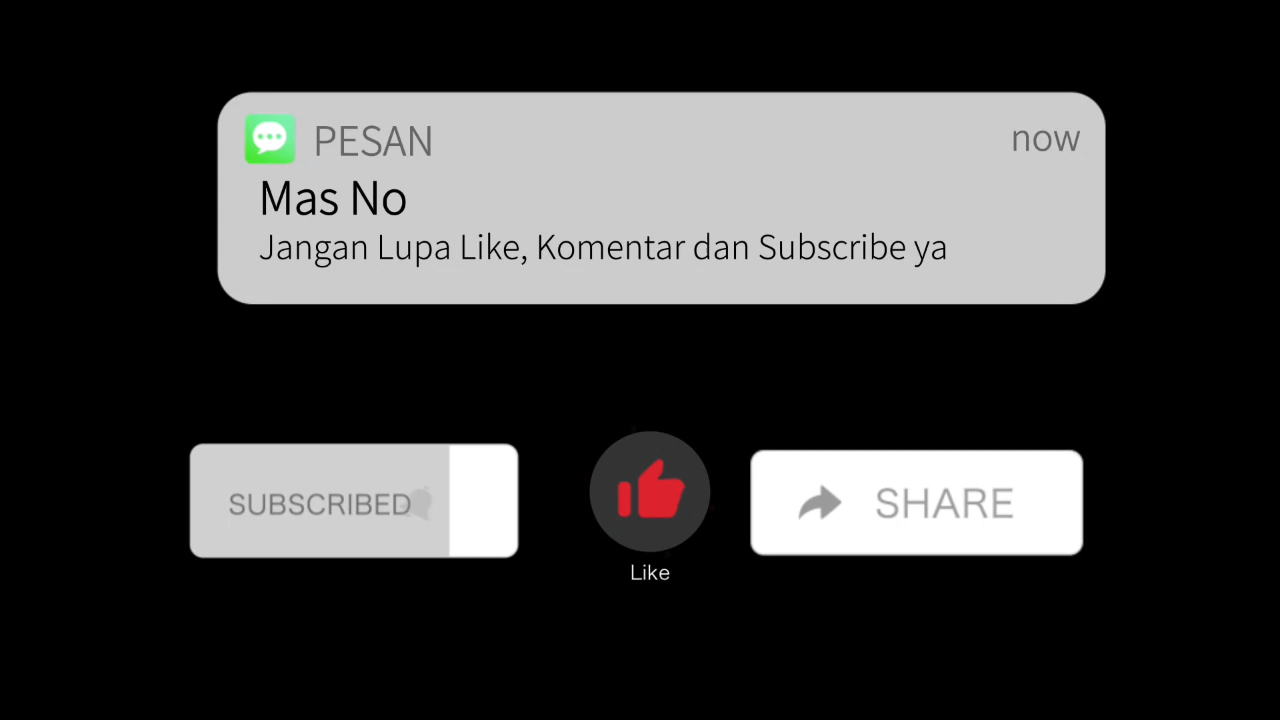 PESAN
now
Mas No
Jangan Lupa Like, Komentar dan Subscribe ya
SUBSCRIBED
Like
SHARE